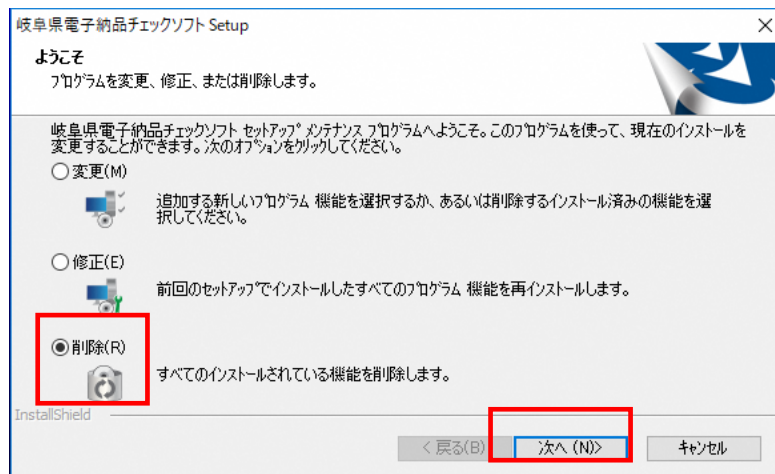 岐阜県電子納品チェックソフト Setup
ようこそ
プログラムを変更、修正、または削除します。
岐阜県電子納品チェックソフト セットアップ メンテナンス プログラムへようこそ。このプログラムを使って、現在のインストールを
変更することができます。次のオプションをクリックしてください。
変更(M)
追加する新しいプログラム 機能を選択するか、あるいは削除するインストール済みの機能を選
択してください。
修正(E)
前回のセットアップでインストールしたすべてのプログラム 機能を再インストールします。
削除(R)
すべてのインストールされている機能を削除します。
InstallShield
< 戻る(B)
次へ (N)>
キャンセル